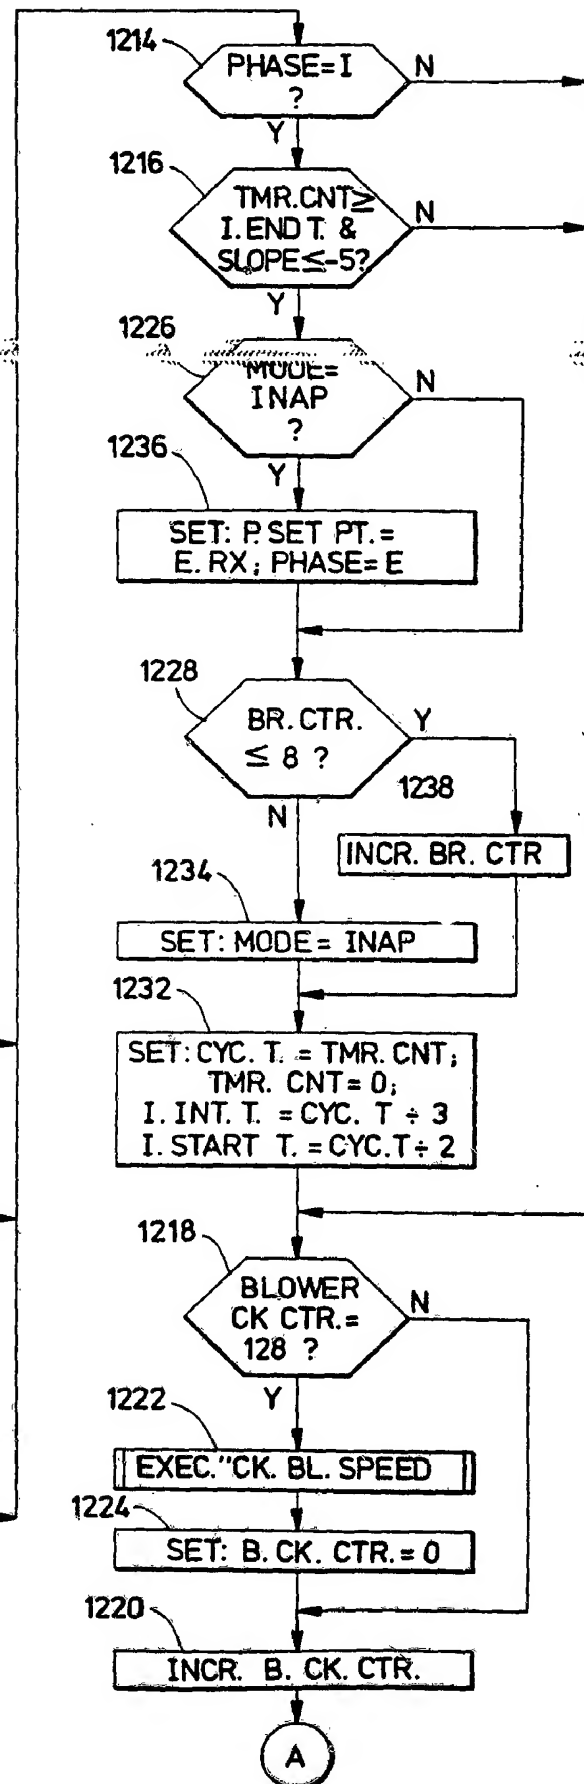 1214
PHASE=I
?
N
Y
1216
TMR.CNT≥
I.END T. &
SLOPE≤-5?
N
Y
1226
MODE=
INAP
?
N
Y
1236
SET: P.SET PT.=
E. RX; PHASE=E
1228
BR.CTR.
≤ 8 ?
Y
N
1238
INCR. BR. CTR
1234
SET: MODE= INAP
1232
SET: CYC. T. = TMR. CNT;
TMR. CNT=0;
I. INT. T. = CYC. T ÷ 3
I. START T. = CYC.T÷ 2
1218
BLOWER
CK CTR.=
128 ?
N
Y
1222
EXEC."CK. BL. SPEED
1224
SET: B. CK. CTR. = 0
1220
INCR. B. CK. CTR.
A